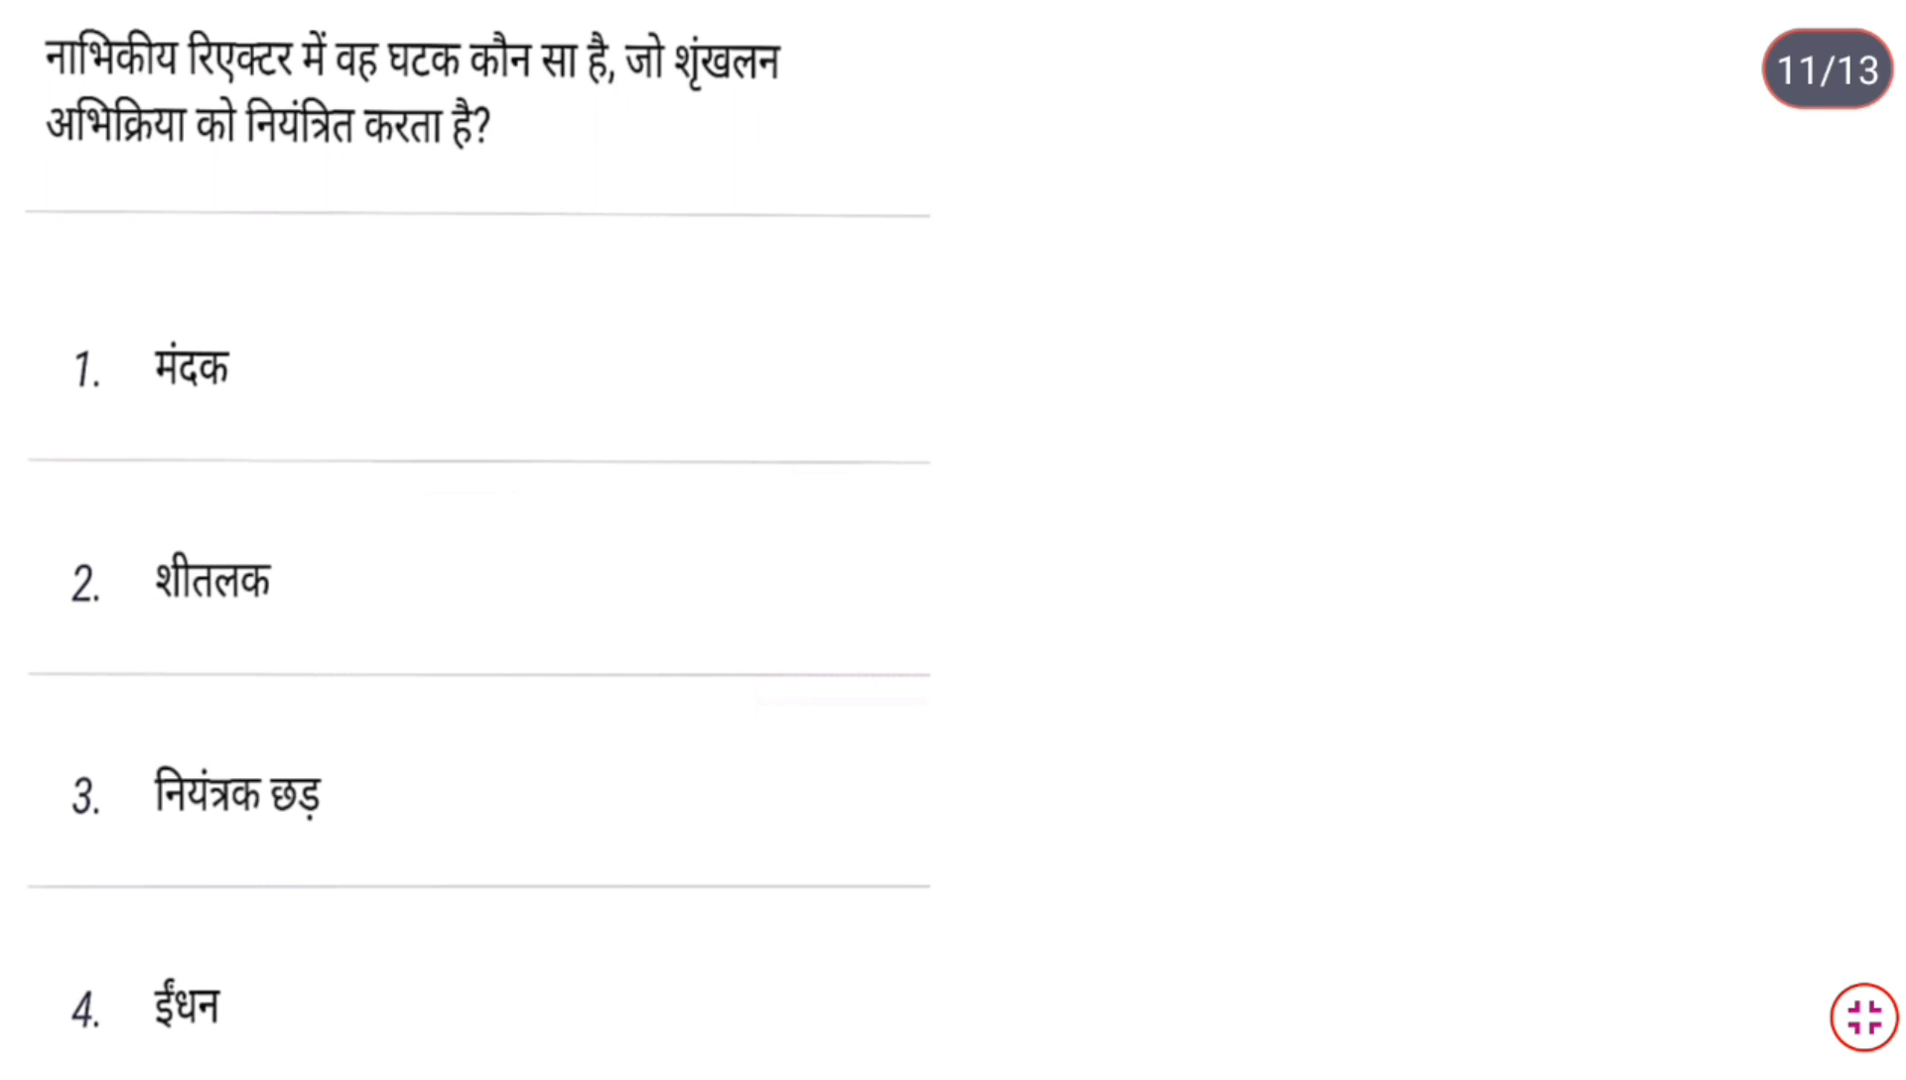 नाभिकीय रिएक्टर में वह घटक कौन सा है, जो शृंखलन
अभिक्रिया को नियंत्रित करता है?
11/13
1. मंदक
2. शीतलक
3. नियंत्रक छड़
4. ईंधन